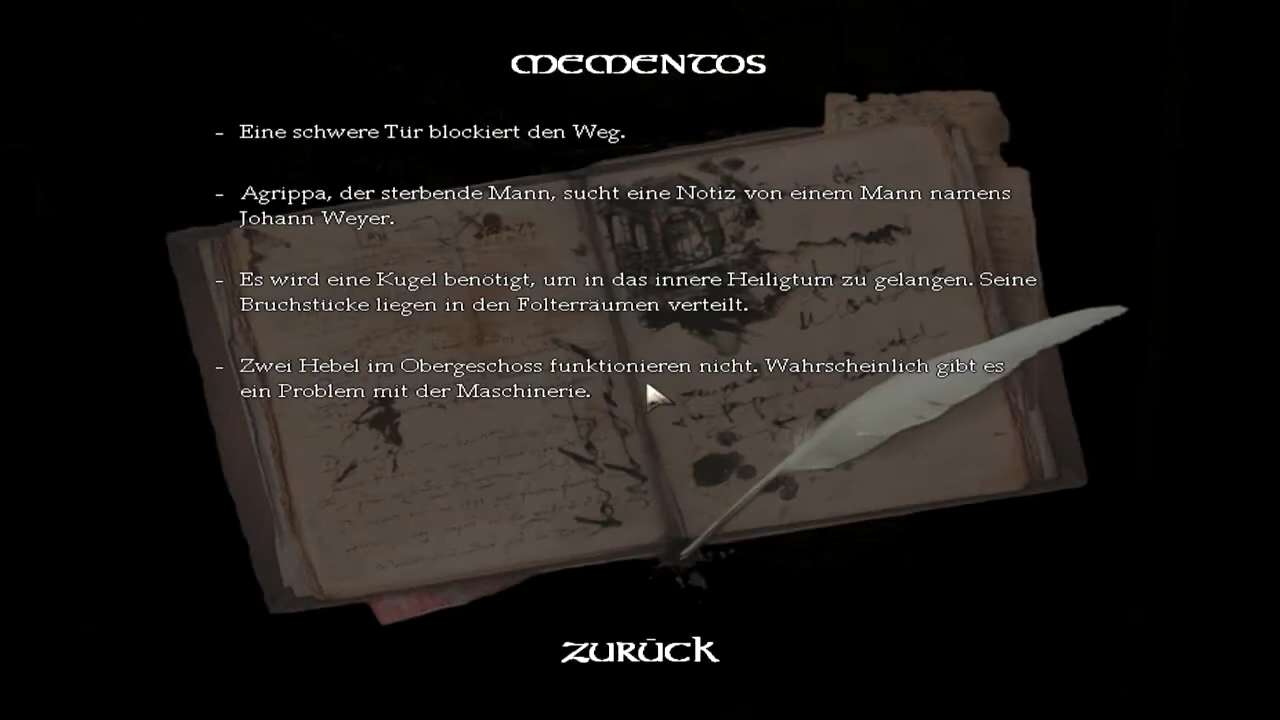 MEMENTOS
- Eine schwere Tür blockiert den Weg.
- Agrippa, der sterbende Mann, sucht eine Notiz von einem Mann namens
Johann Weyer.
- Es wird eine Kugel benötigt, um in das innere Heiligtum zu gelangen. Seine
Bruchstücke liegen in den Folterräumen verteilt.
- Zwei Hebel im Obergeschoss funktionieren nicht. Wahrscheinlich gibt es
ein Problem mit der Maschinerie.
ZURÜCK